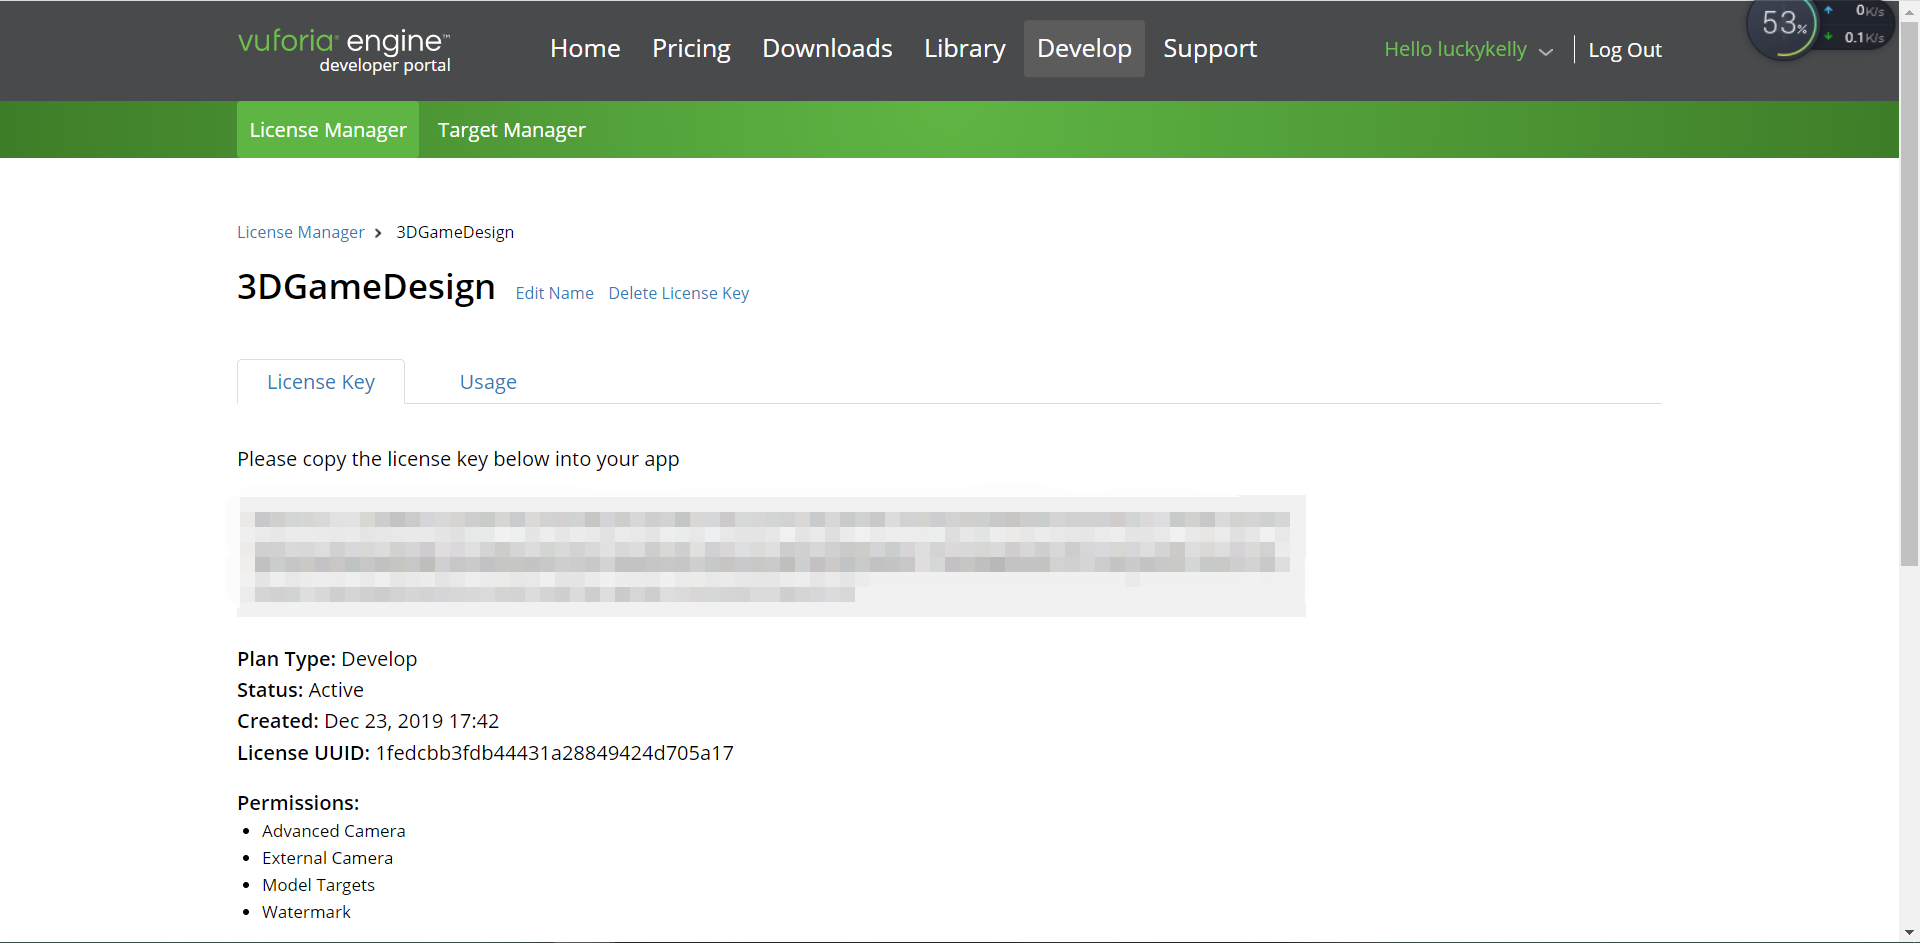 vuforia® engine™
developer portal
Home Pricing Downloads Library Develop Support
Hello luckykelly
Log Out
53%
0K/s
0.1K/s
License Manager Target Manager
License Manager > 3DGameDesign
3DGameDesign Edit Name Delete License Key
License Key Usage
Please copy the license key below into your app
Plan Type: Develop
Status: Active
Created: Dec 23, 2019 17:42
License UUID: 1fedcbb3fdb44431a28849424d705a17
Permissions:
• Advanced Camera
• External Camera
• Model Targets
• Watermark